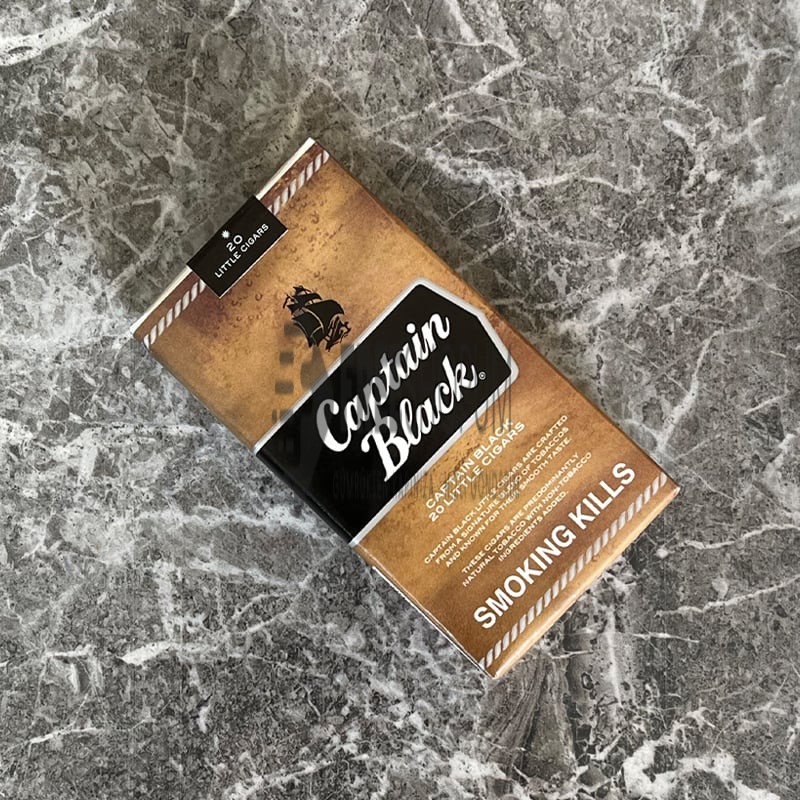 20
LITTLE CIGARS
Captain
Black®
CAPTAIN BLACK
20 LITTLE CIGARS
CAPTAIN BLACK LITTLE CIGARS ARE CRAFTED
FROM A SIGNATURE BLEND OF TOBACCOS
AND KNOWN FOR THEIR SMOOTH TASTE.
THESE CIGARS ARE PREDOMINANTLY
NATURAL TOBACCO WITH NON-TOBACCO
INGREDIENTS ADDED.
SMOKING KILLS